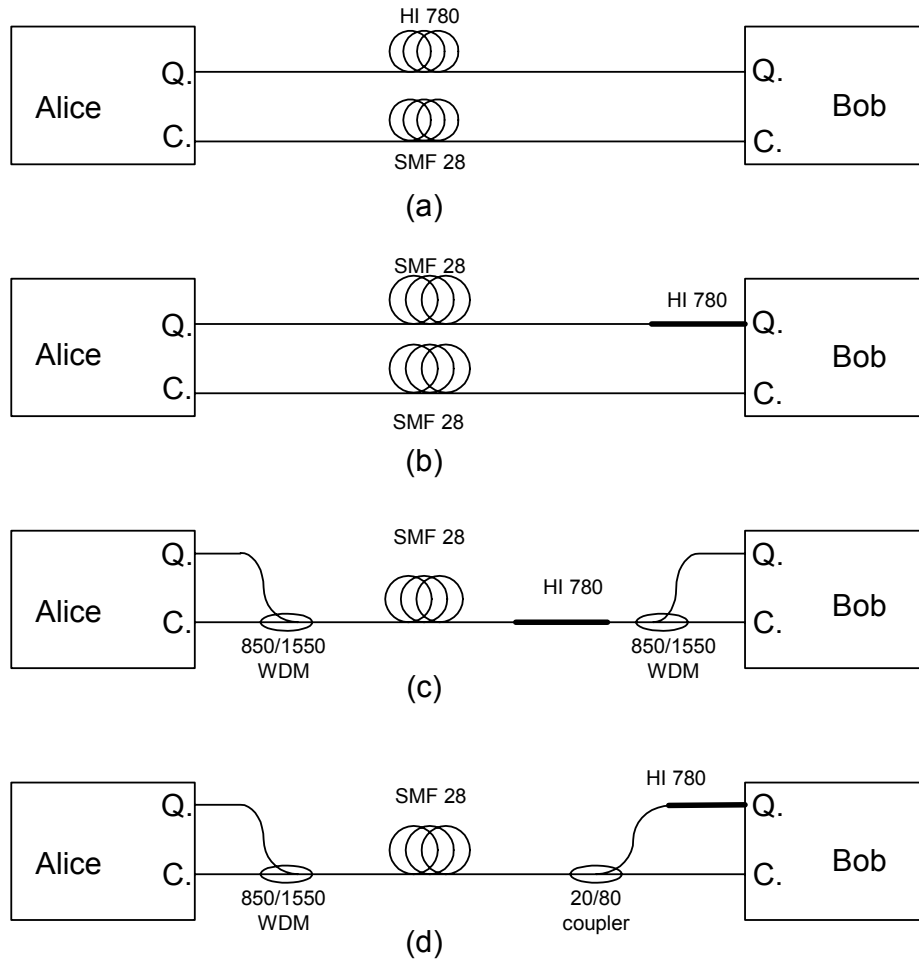 HI 780
Q.
Q.
Alice
Bob
C.
C.
SMF 28
(a)
SMF 28
HI 780
Q.
Q.
Alice
Bob
C.
C.
SMF 28
(b)
SMF 28
Q.
Q.
HI 780
Alice
Bob
C.
C.
850/1550
WDM
850/1550
WDM
(c)
HI 780
SMF 28
Q.
Q.
Alice
Bob
C.
C.
850/1550
WDM
20/80
coupler
(d)